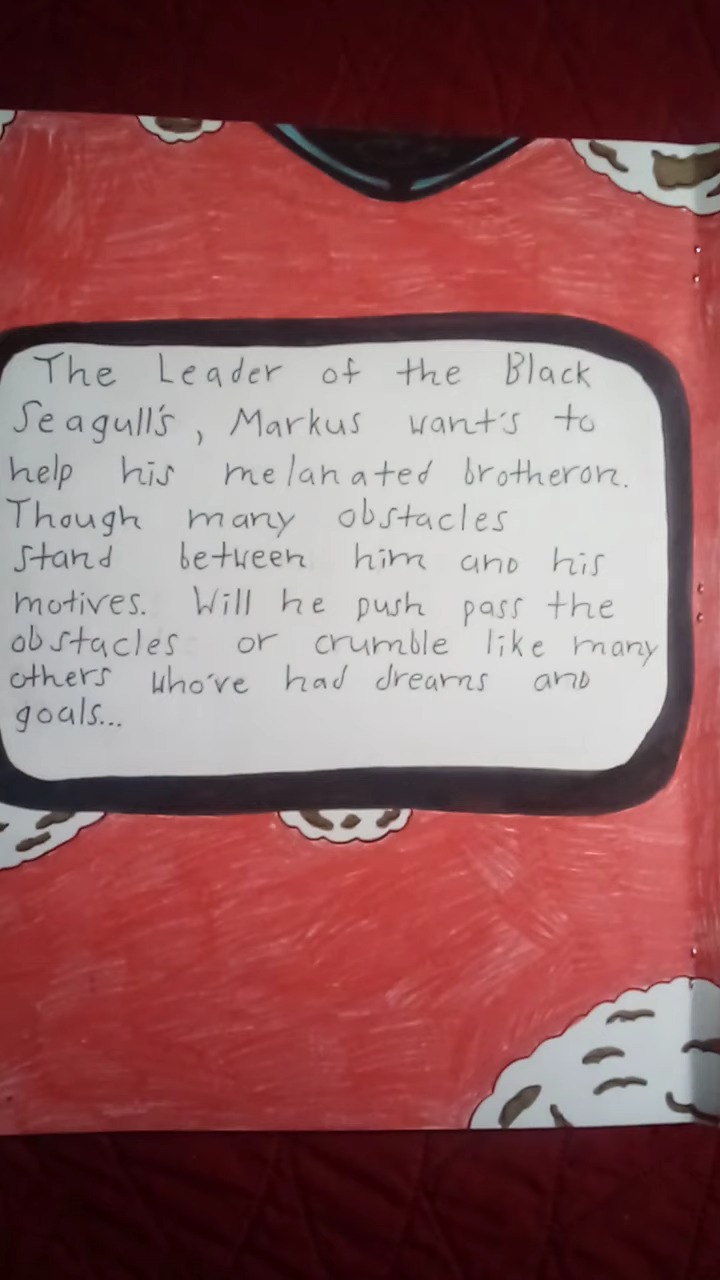 The Leader of the Black
Seagull's, Markus want's to
help his melanated brotheron.
Though many obstacles
stand between him and his
motives. Will he push pass the
obstacles or crumble like many
others who've had dreams and
goals...